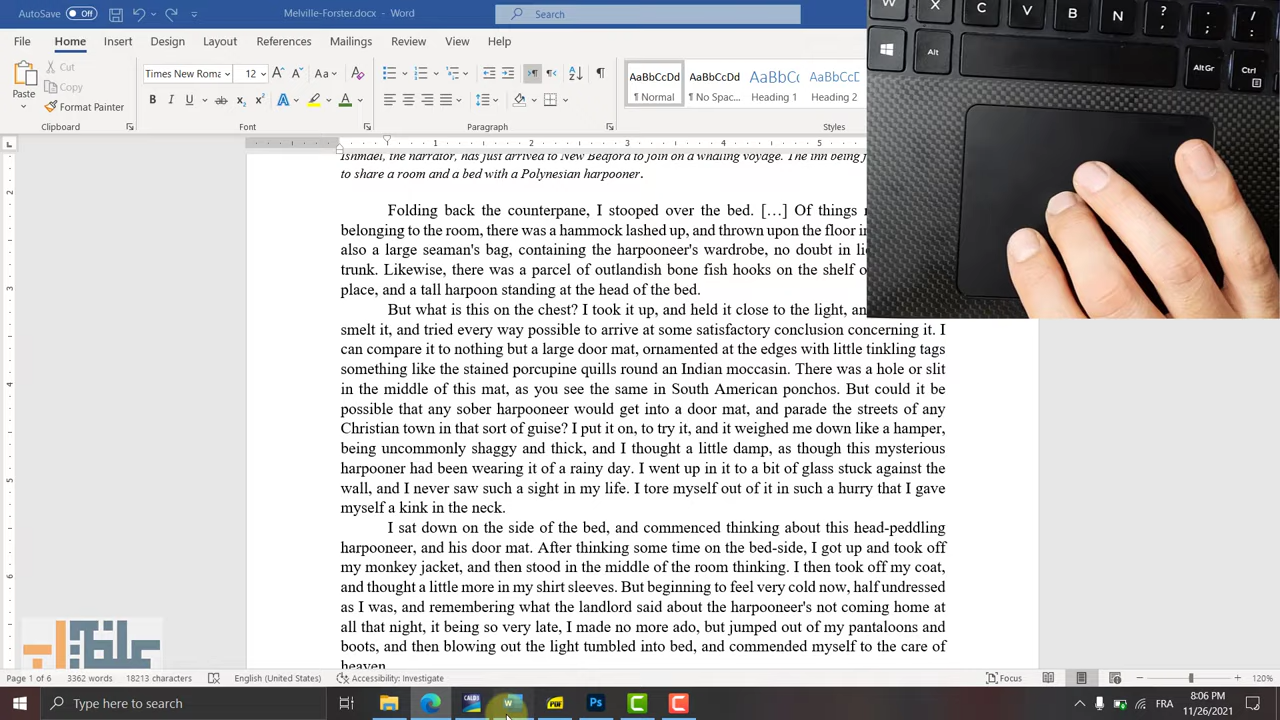 AutoSave Off
Melville-Forster.docx - Word
Search
File Home Insert Draw Design Layout References Mailings Review View Help
Paste
Cut
Copy
Format Painter
Clipboard
Times New Roma 12
Font
Paragraph
AaBbCcDd AaBbCcDd AaBbCc AaBbCcD
¶ Normal ¶ No Spac... Heading 1 Heading 2
Styles
Ishmael, the narrator, has just arrived to New Bedford to join on a whaling voyage. The inn being
to share a room and a bed with a Polynesian harpooner.
Folding back the counterpane, I stooped over the bed. […] Of things
belonging to the room, there was a hammock lashed up, and thrown upon the floor in
also a large seaman's bag, containing the harpooneer's wardrobe, no doubt in
trunk. Likewise, there was a parcel of outlandish bone fish hooks on the shelf
place, and a tall harpoon standing at the head of the bed.
But what is this on the chest? I took it up, and held it close to the light,
smelt it, and tried every way possible to arrive at some satisfactory conclusion concerning it. I
can compare it to nothing but a large door mat, ornamented at the edges with little tinkling tags
something like the stained porcupine quills round an Indian moccasin. There was a hole or slit
in the middle of this mat, as you see the same in South American ponchos. But could it be
possible that any sober harpooneer would get into a door mat, and parade the streets of any
Christian town in that sort of guise? I put it on, to try it, and it weighed me down like a hamper,
being uncommonly shaggy and thick, and I thought a little damp, as though this mysterious
harpooner had been wearing it of a rainy day. I went up in it to a bit of glass stuck against the
wall, and I never saw such a sight in my life. I tore myself out of it in such a hurry that I gave
myself a kink in the neck.
I sat down on the side of the bed, and commenced thinking about this head-peddling
harpooneer, and his door mat. After thinking some time on the bed-side, I got up and took off
my monkey jacket, and then stood in the middle of the room thinking. I then took off my coat,
and thought a little more in my shirt sleeves. But beginning to feel very cold now, half undressed
as I was, and remembering what the landlord said about the harpooneer's not coming home at
all that night, it being so very late, I made no more ado, but jumped out of my pantaloons and
boots, and then blowing out the light tumbled into bed, and commended myself to the care of
heaven.
Page 1 of 6 3362 words 18213 characters English (United States) Accessibility: Investigate Focus 120%
Type here to search
FRA
8:06 PM
11/26/2021
X C V B N ? . /
Alt
Alt Gr
Ctrl